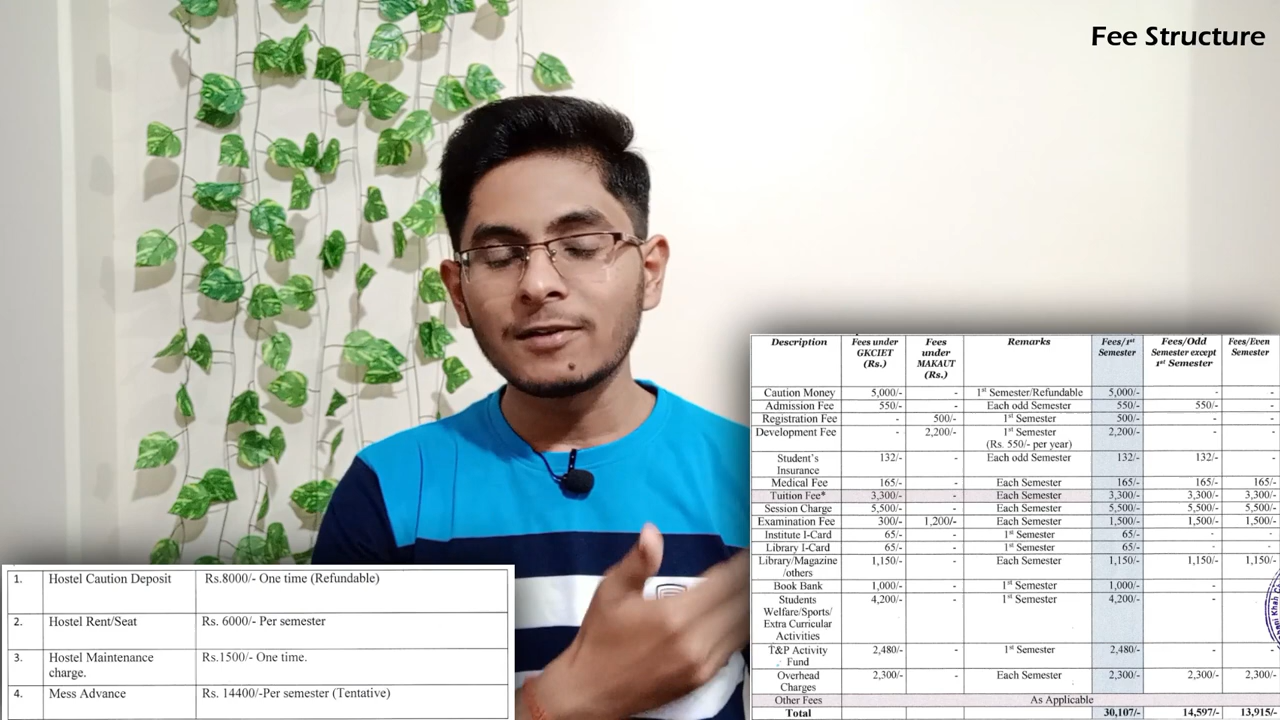 Fee Structure
Description | Fees under GKCIET (Rs.) | Fees under MAKAUT (Rs.) | Remarks | Fees/1st Semester | Fees/Odd Semester except 1st Semester | Fees/Even Semester
Caution Money | 5,000/- | - | 1st Semester/Refundable | 5,000/- | - | -
Admission Fee | 550/- | - | Each odd Semester | 550/- | 550/- | -
Registration Fee | - | 500/- | 1st Semester | 500/- | - | -
Development Fee | - | 2,200/- | 1st Semester (Rs. 550/- per year) | 2,200/- | - | -
Student's Insurance | 132/- | - | Each odd Semester | 132/- | 132/- | -
Medical Fee | 165/- | - | Each Semester | 165/- | 165/- | 165/-
Tuition Fee* | 3,300/- | - | Each Semester | 3,300/- | 3,300/- | 3,300/-
Session Charge | 5,500/- | - | Each Semester | 5,500/- | 5,500/- | 5,500/-
Examination Fee | 300/- | 1,200/- | Each Semester | 1,500/- | 1,500/- | 1,500/-
Institute I-Card | 65/- | - | 1st Semester | 65/- | - | -
Library I-Card | 65/- | - | 1st Semester | 65/- | - | -
Library/Magazine /others | 1,150/- | - | Each Semester | 1,150/- | 1,150/- | 1,150/-
Book Bank | 1,000/- | - | 1st Semester | 1,000/- | - | -
Students Welfare/Sports/ Extra Curricular Activities | 4,200/- | - | 1st Semester | 4,200/- | - | -
T&P Activity Fund | 2,480/- | - | 1st Semester | 2,480/- | - | -
Overhead Charges | 2,300/- | - | Each Semester | 2,300/- | 2,300/- | 2,300/-
Other Fees | As Applicable
Total | 30,107/- | 14,597/- | 13,915/-
1. | Hostel Caution Deposit | Rs.8000/- One time (Refundable)
2. | Hostel Rent/Seat | Rs. 6000/- Per semester
3. | Hostel Maintenance charge. | Rs.1500/- One time.
4. | Mess Advance | Rs. 14400/-Per semester (Tentative)